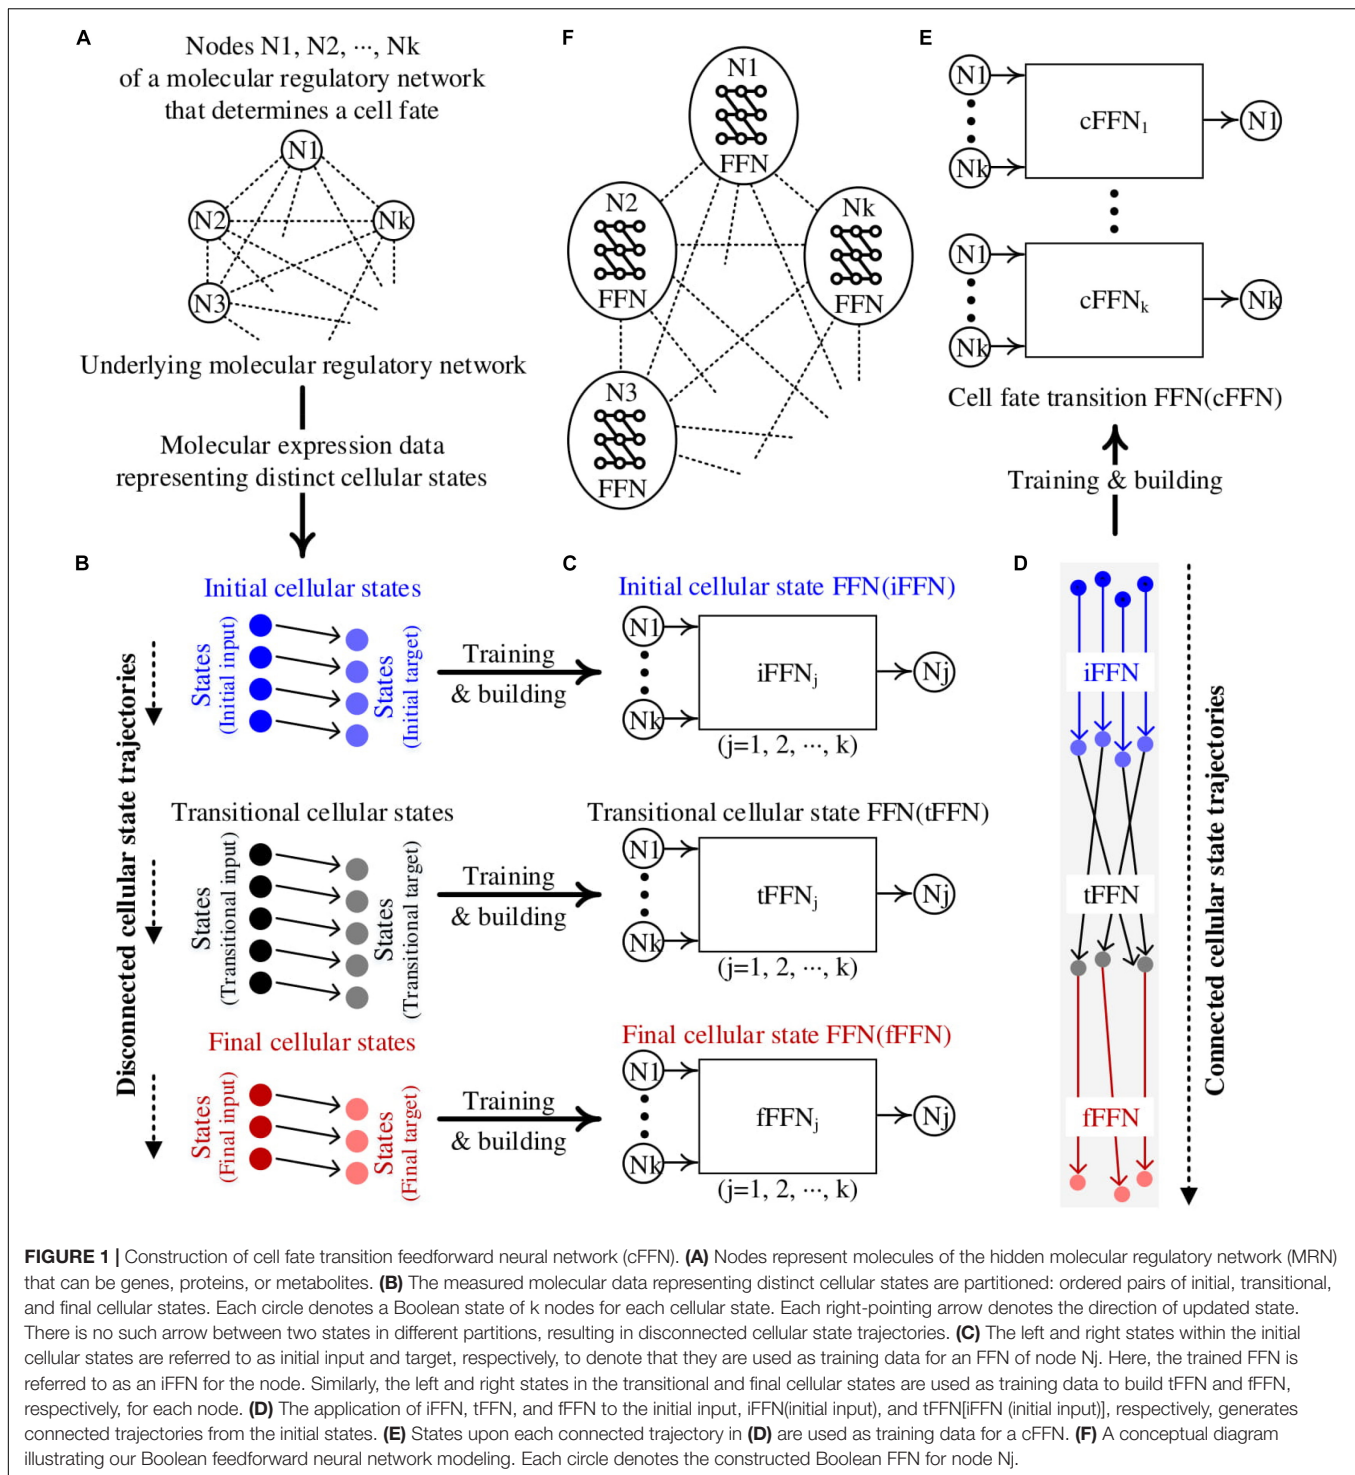 A
Nodes N1, N2, ···, Nk
of a molecular regulatory network
that determines a cell fate
N1
N2
Nk
N3
Underlying molecular regulatory network
Molecular expression data
representing distinct cellular states
F
N1
FFN
N2
FFN
Nk
FFN
N3
FFN
E
N1
Nk
cFFN1
N1
N1
Nk
cFFNk
Nk
Cell fate transition FFN(cFFN)
Training & building
B
Disconnected cellular state trajectories
Initial cellular states
States
(Initial input)
States
(Initial target)
Training
& building
Transitional cellular states
States
(Transitional input)
States
(Transitional target)
Training
& building
Final cellular states
States
(Final input)
States
(Final target)
Training
& building
C
Initial cellular state FFN(iFFN)
N1
Nk
iFFNj
Nj
(j=1, 2, ···, k)
Transitional cellular state FFN(tFFN)
N1
Nk
tFFNj
Nj
(j=1, 2, ···, k)
Final cellular state FFN(fFFN)
N1
Nk
fFFNj
Nj
(j=1, 2, ···, k)
D
iFFN
tFFN
fFFN
Connected cellular state trajectories
FIGURE 1 | Construction of cell fate transition feedforward neural network (cFFN). (A) Nodes represent molecules of the hidden molecular regulatory network (MRN)
that can be genes, proteins, or metabolites. (B) The measured molecular data representing distinct cellular states are partitioned: ordered pairs of initial, transitional,
and final cellular states. Each circle denotes a Boolean state of k nodes for each cellular state. Each right-pointing arrow denotes the direction of updated state.
There is no such arrow between two states in different partitions, resulting in disconnected cellular state trajectories. (C) The left and right states within the initial
cellular states are referred to as initial input and target, respectively, to denote that they are used as training data for an FFN of node Nj. Here, the trained FFN is
referred to as an iFFN for the node. Similarly, the left and right states in the transitional and final cellular states are used as training data to build tFFN and fFFN,
respectively, for each node. (D) The application of iFFN, tFFN, and fFFN to the initial input, iFFN(initial input), and tFFN[iFFN (initial input)], respectively, generates
connected trajectories from the initial states. (E) States upon each connected trajectory in (D) are used as training data for a cFFN. (F) A conceptual diagram
illustrating our Boolean feedforward neural network modeling. Each circle denotes the constructed Boolean FFN for node Nj.